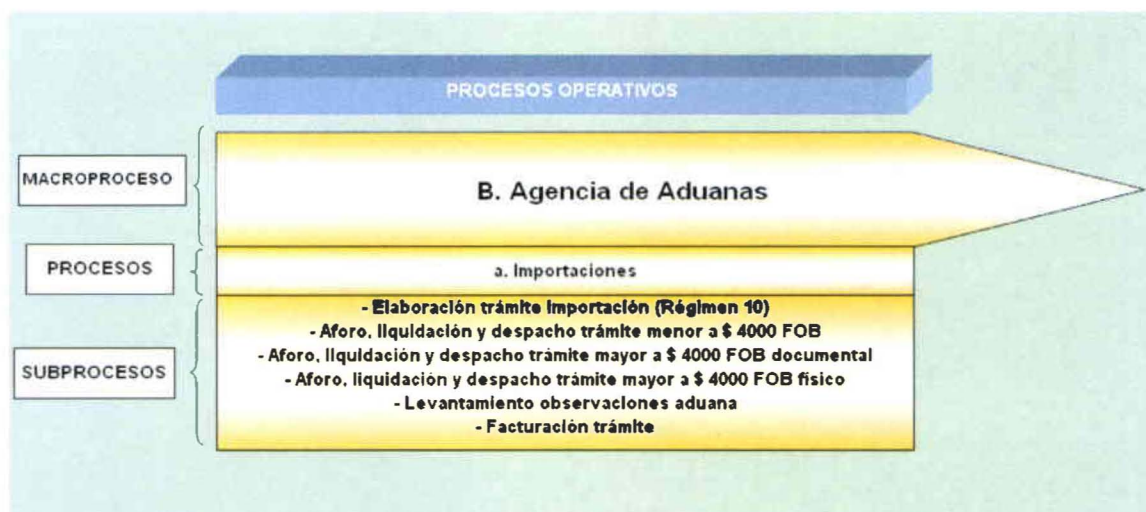 PROCESOS OPERATIVOS
MACROPROCESO
B. Agencia de Aduanas
PROCESOS
a. Importaciones
SUBPROCESOS
- Elaboración trámite Importación (Régimen 10)
- Aforo, liquidación y despacho trámite menor a $ 4000 FOB
- Aforo, liquidación y despacho trámite mayor a $ 4000 FOB documental
- Aforo, liquidación y despacho trámite mayor a $ 4000 FOB físico
- Levantamiento observaciones aduana
- Facturación trámite